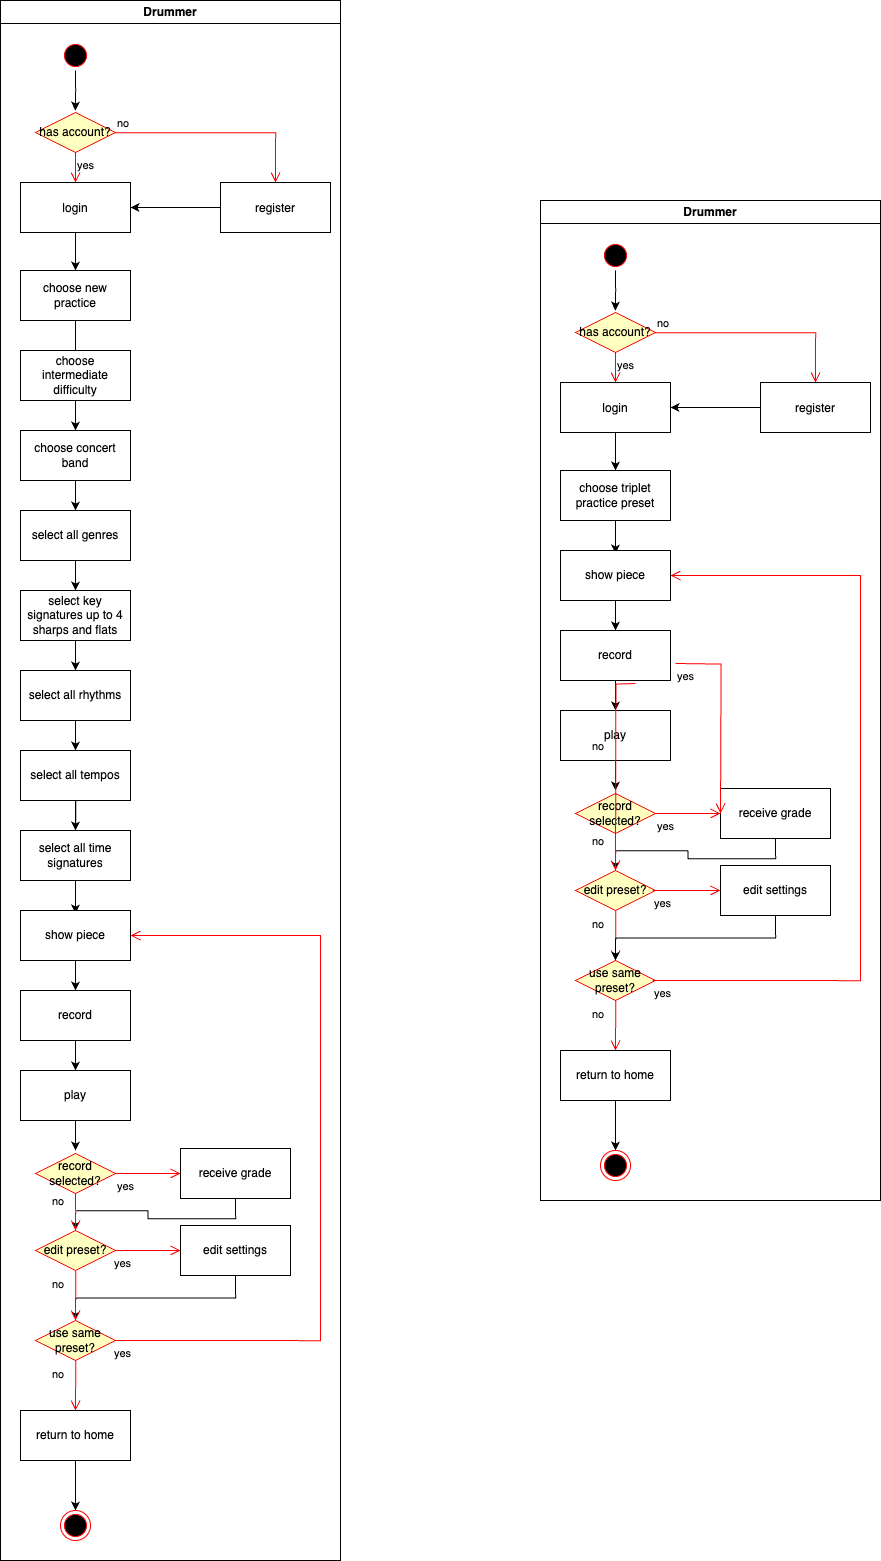 Drummer
has account?
no
yes
login
register
choose new
practice
choose
intermediate
difficulty
choose concert
band
select all genres
select key
signatures up to 4
sharps and flats
select all rhythms
select all tempos
select all time
signatures
show piece
record
play
record
selected?
yes
receive grade
no
edit preset?
yes
edit settings
no
use same
preset?
yes
no
return to home
Drummer
has account?
no
yes
login
register
choose triplet
practice preset
show piece
record
yes
play
no
record
selected?
yes
receive grade
no
edit preset?
yes
edit settings
no
use same
preset?
yes
no
return to home